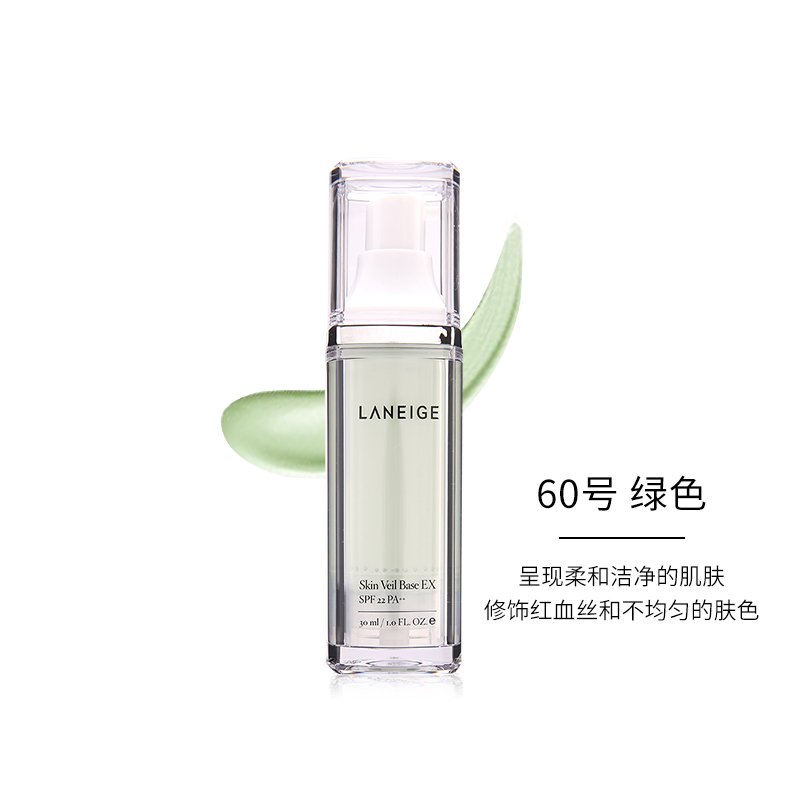 LANEIGE
Skin Veil Base EX
SPF 22 PA++
30 ml / 1.0 FL. OZ. e
60号 绿色
呈现柔和洁净的肌肤
修饰红血丝和不均匀的肤色